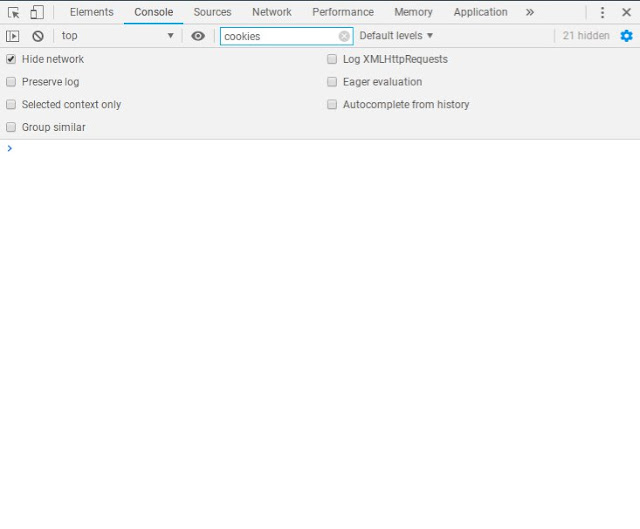 Elements Console Sources Network Performance Memory Application »
top cookies Default levels 21 hidden
Hide network Log XMLHttpRequests
Preserve log Eager evaluation
Selected context only Autocomplete from history
Group similar